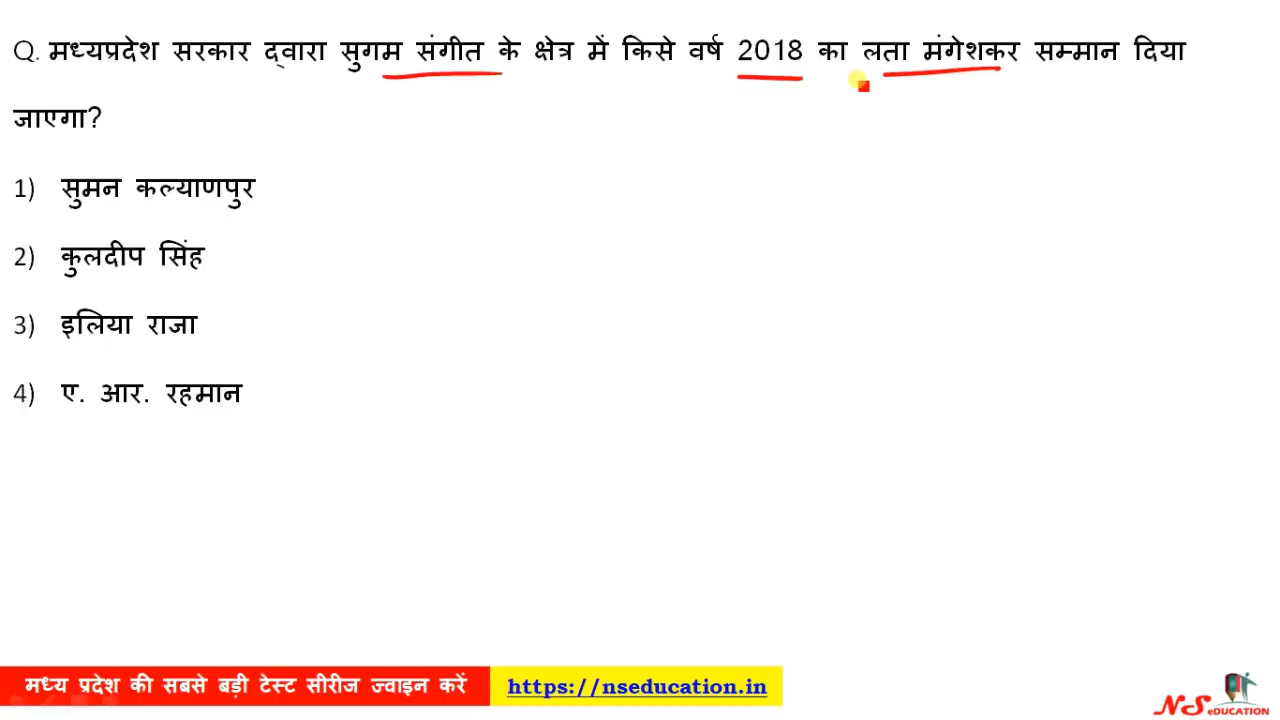 Q. मध्यप्रदेश सरकार द्वारा सुगम संगीत के क्षेत्र में किसे वर्ष 2018 का लता मंगेशकर सम्मान दिया
जाएगा?
1) सुमन कल्याणपुर
2) कुलदीप सिंह
3) इलिया राजा
4) ए. आर. रहमान
मध्य प्रदेश की सबसे बड़ी टेस्ट सीरीज ज्वाइन करें https://nseducation.in
NS eDUCATION